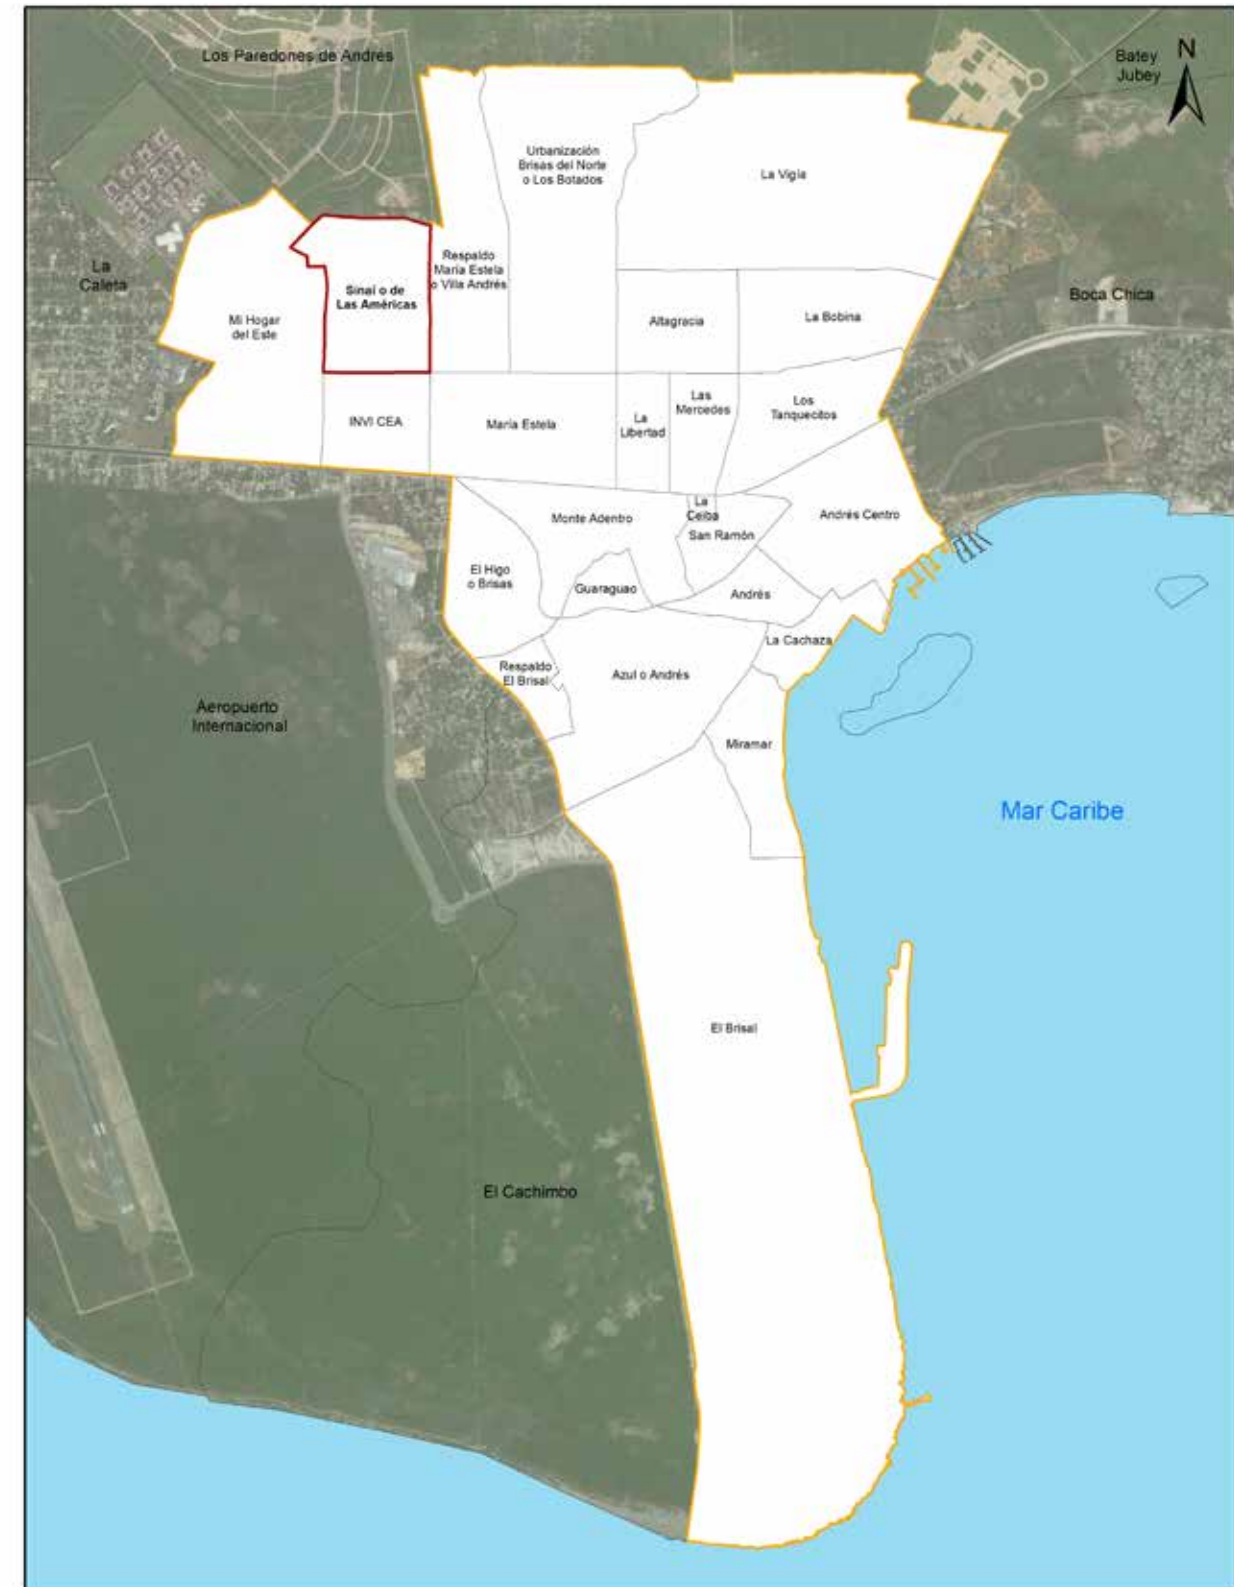 Los Paredones de Andrés
Batey
Jubey
N
Urbanización
Brisas del Norte
o Los Botados
La Vigía
La
Caleta
Respaldo
María Estela
o Villa Andrés
Sinaí o de
Las Américas
Boca Chica
Mi Hogar
del Este
Altagracia
La Bobina
INVI CEA
María Estela
La
Libertad
Las
Mercedes
Los
Tanquecitos
Monte Adentro
La
Ceiba
San Ramón
Andrés Centro
El Higo
o Brisas
Guaraguao
Andrés
La Cachaza
Respaldo
El Brisal
Azul o Andrés
Aeropuerto
Internacional
Miramar
Mar Caribe
El Brisal
El Cachimbo